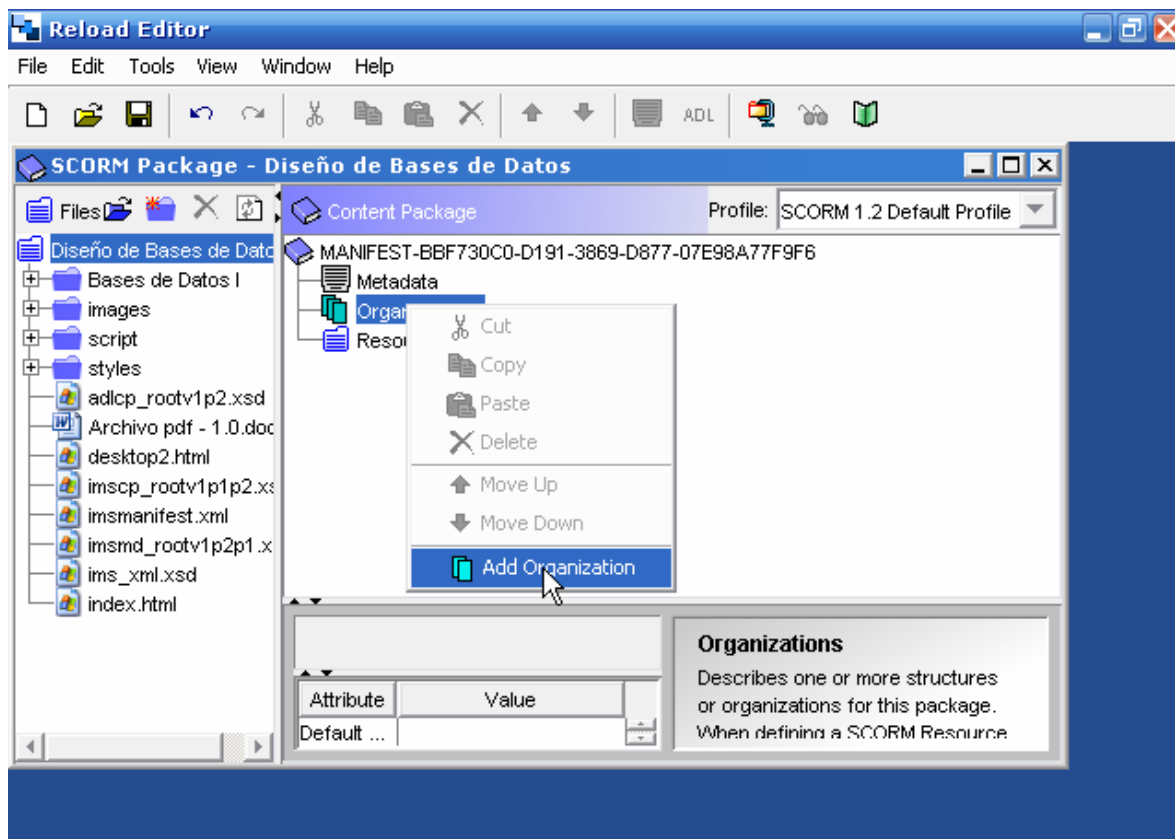 Reload Editor
File Edit Tools View Window Help
ADL
SCORM Package - Diseño de Bases de Datos
Files
Content Package
Profile: SCORM 1.2 Default Profile
Diseño de Bases de Datc
Bases de Datos I
images
script
styles
adlcp_rootv1p2.xsd
Archivo pdf - 1.0.doc
desktop2.html
imscp_rootv1p1p2.xs
imsmanifest.xml
imsmd_rootv1p2p1.x
ims_xml.xsd
index.html
MANIFEST-BBF730C0-D191-3869-D877-07E98A77F9F6
Metadata
Organ
Resou
Cut
Copy
Paste
Delete
Move Up
Move Down
Add Organization
Attribute Value
Default ...
Organizations
Describes one or more structures
or organizations for this package.
When defining a SCORM Resource